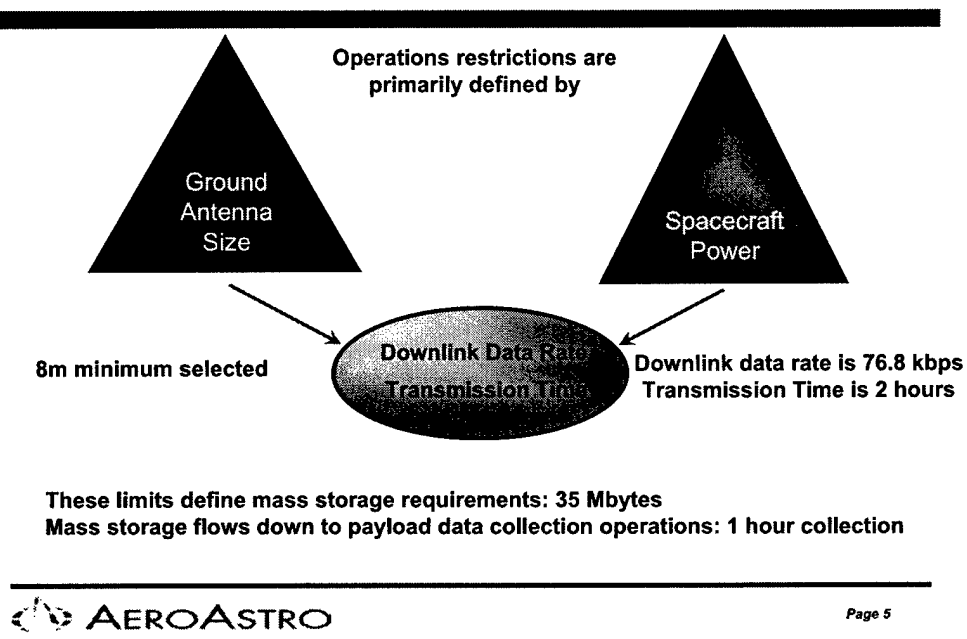 Operations restrictions are
primarily defined by
Ground
Antenna
Size
Spacecraft
Power
8m minimum selected
Downlink Data Rate
Transmission Time
Downlink data rate is 76.8 kbps
Transmission Time is 2 hours
These limits define mass storage requirements: 35 Mbytes
Mass storage flows down to payload data collection operations: 1 hour collection
AEROASTRO
Page 5